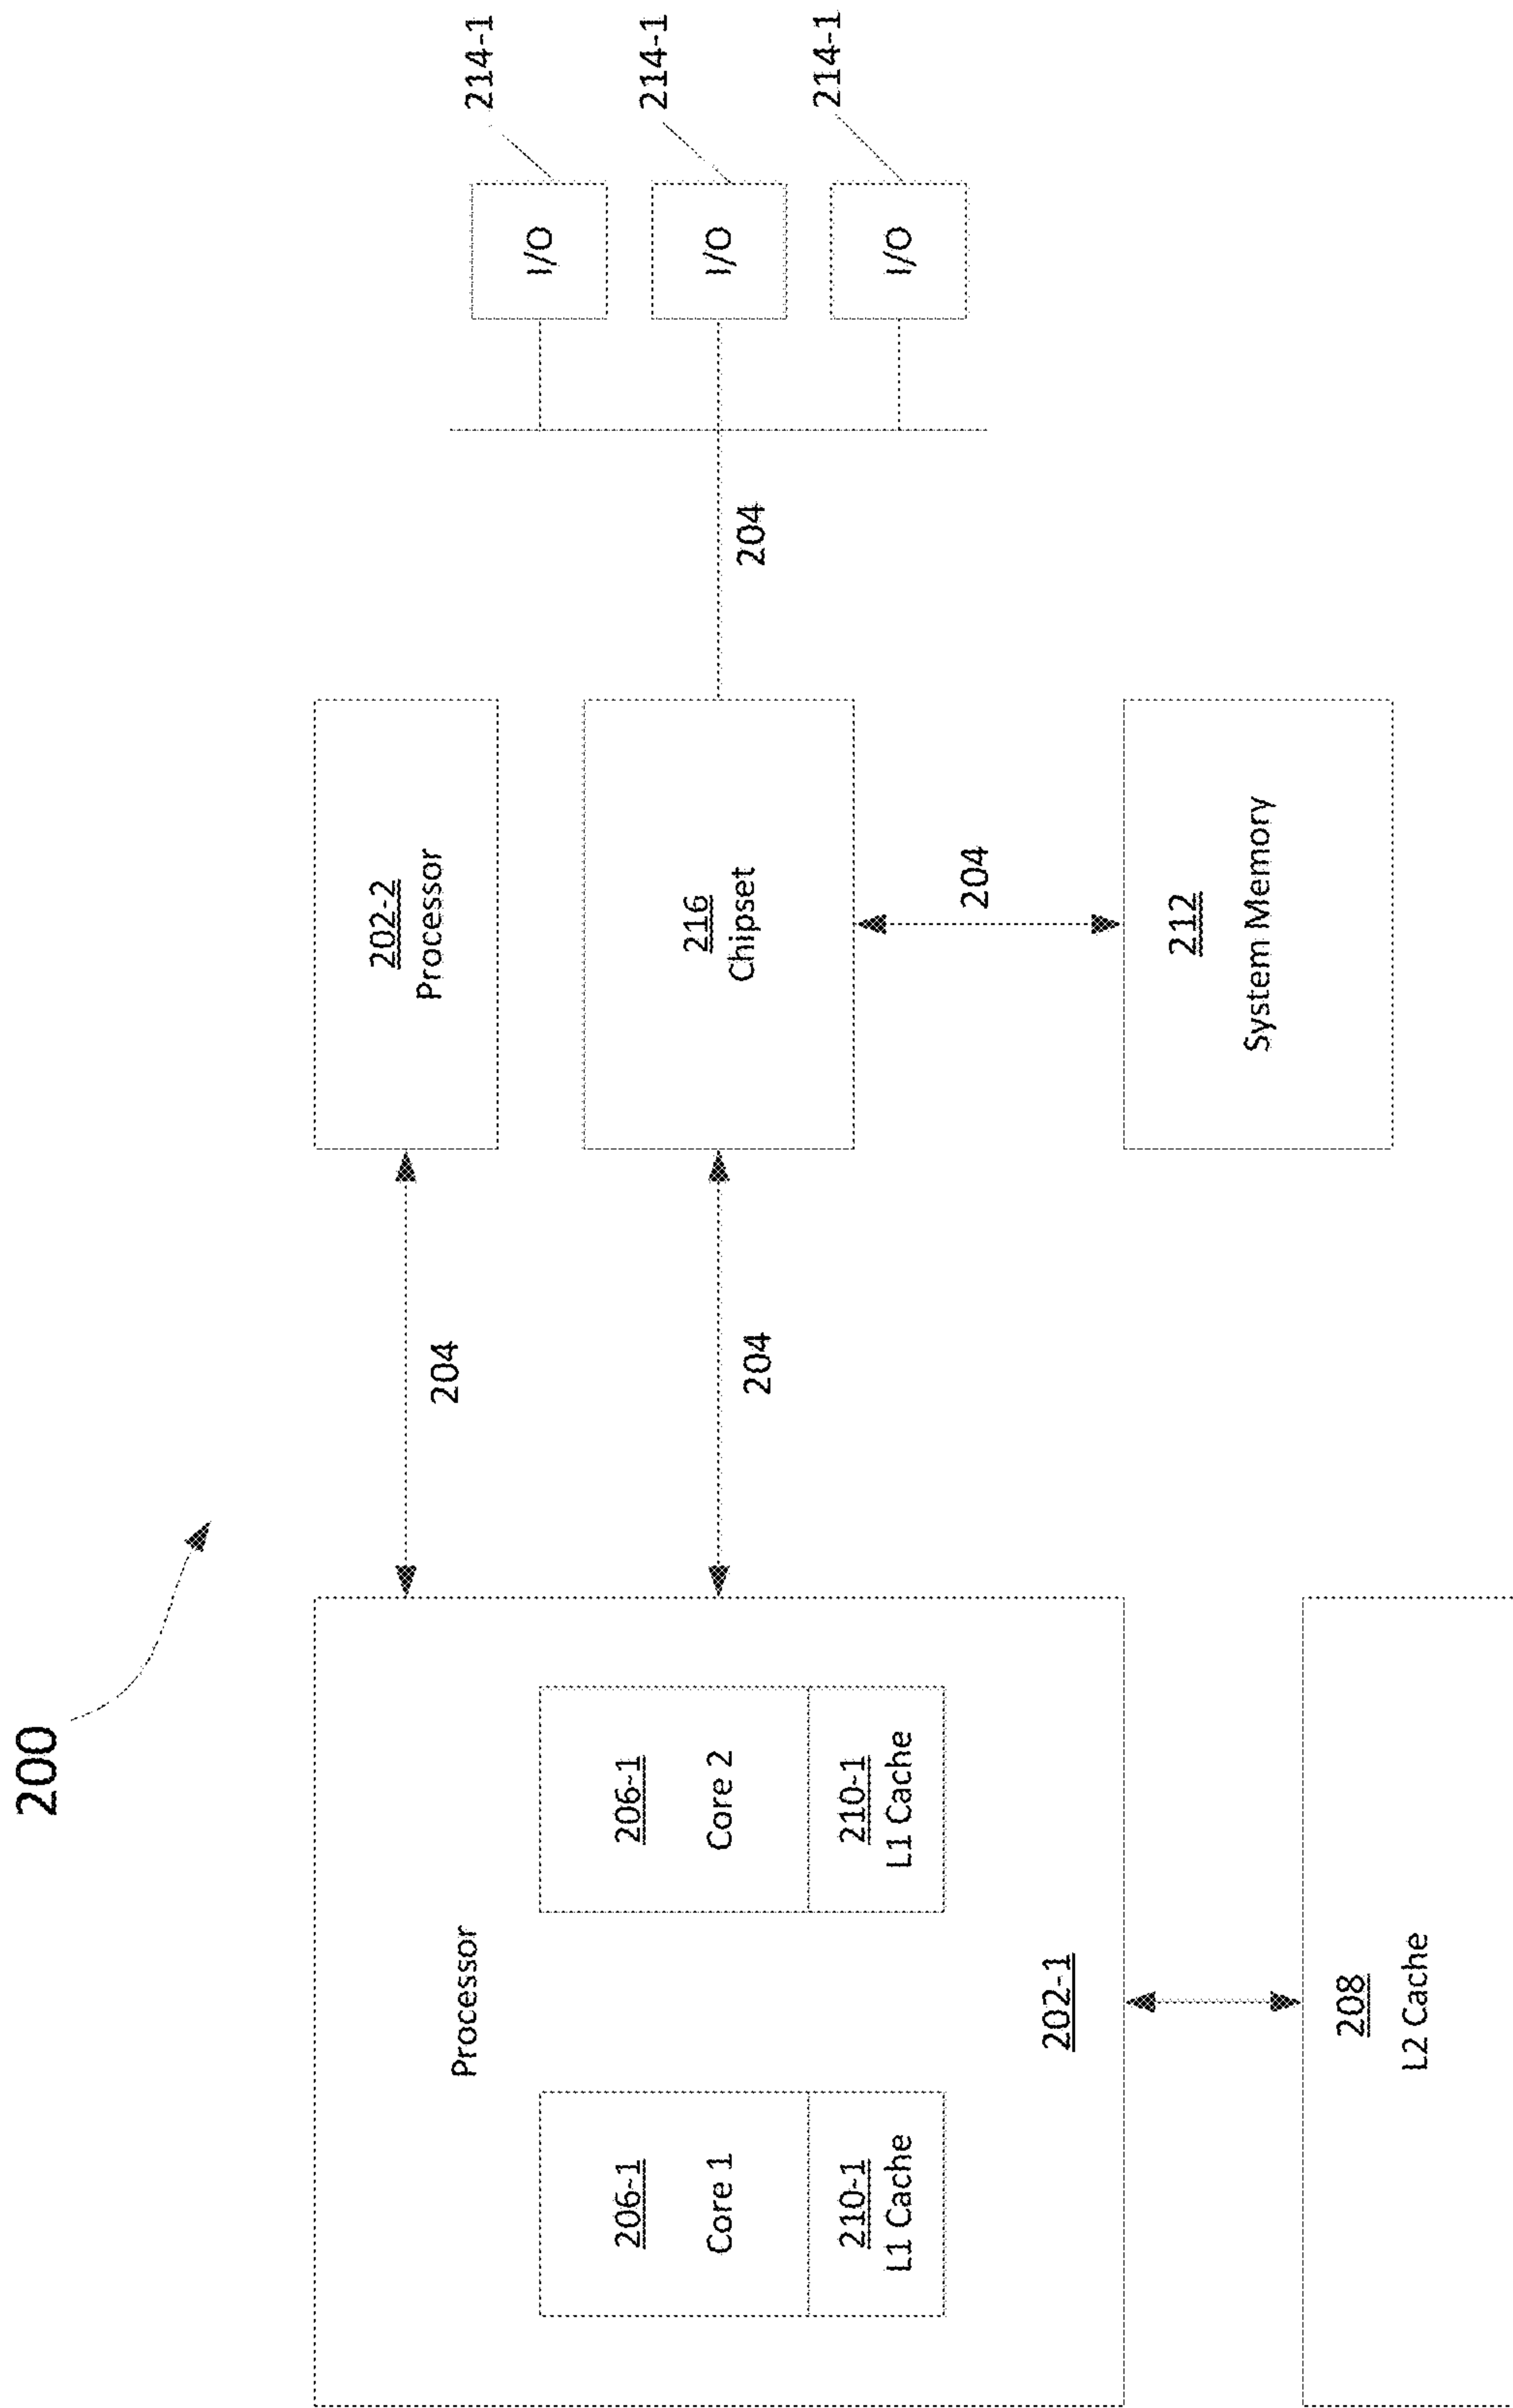 200
Processor
206-1
Core 1
210-1
L1 Cache
206-1
Core 2
210-1
L1 Cache
202-1
208
L2 Cache
204
204
202-2
Processor
216
Chipset
204
212
System Memory
204
I/O
I/O
I/O
214-1
214-1
214-1